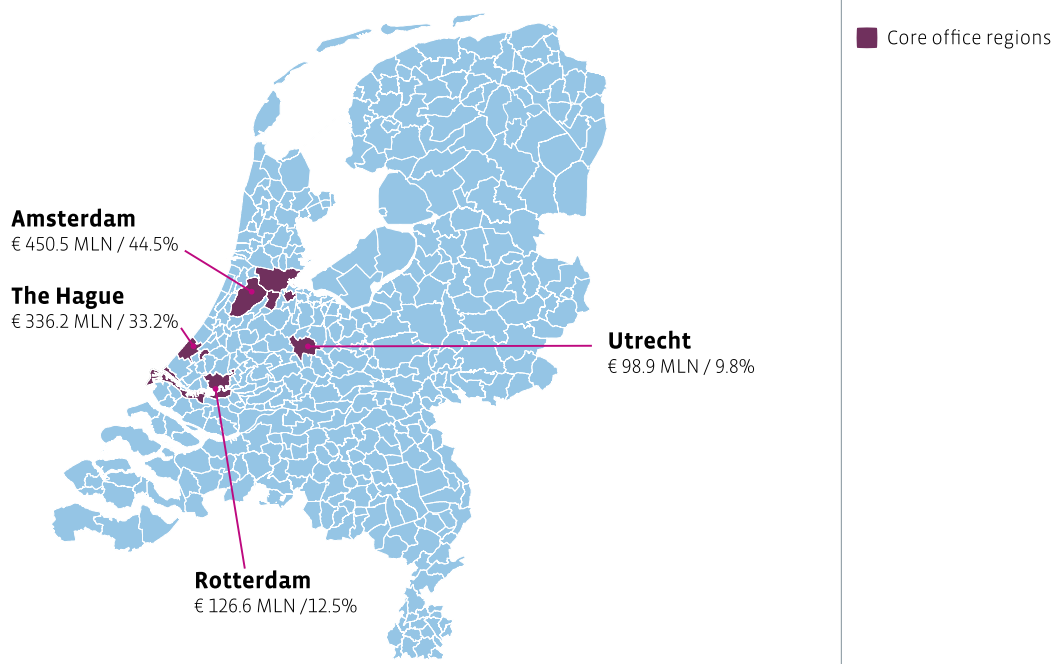 Core office regions
Amsterdam
€ 450.5 MLN / 44.5%
The Hague
€ 336.2 MLN / 33.2%
Utrecht
€ 98.9 MLN / 9.8%
Rotterdam
€ 126.6 MLN /12.5%